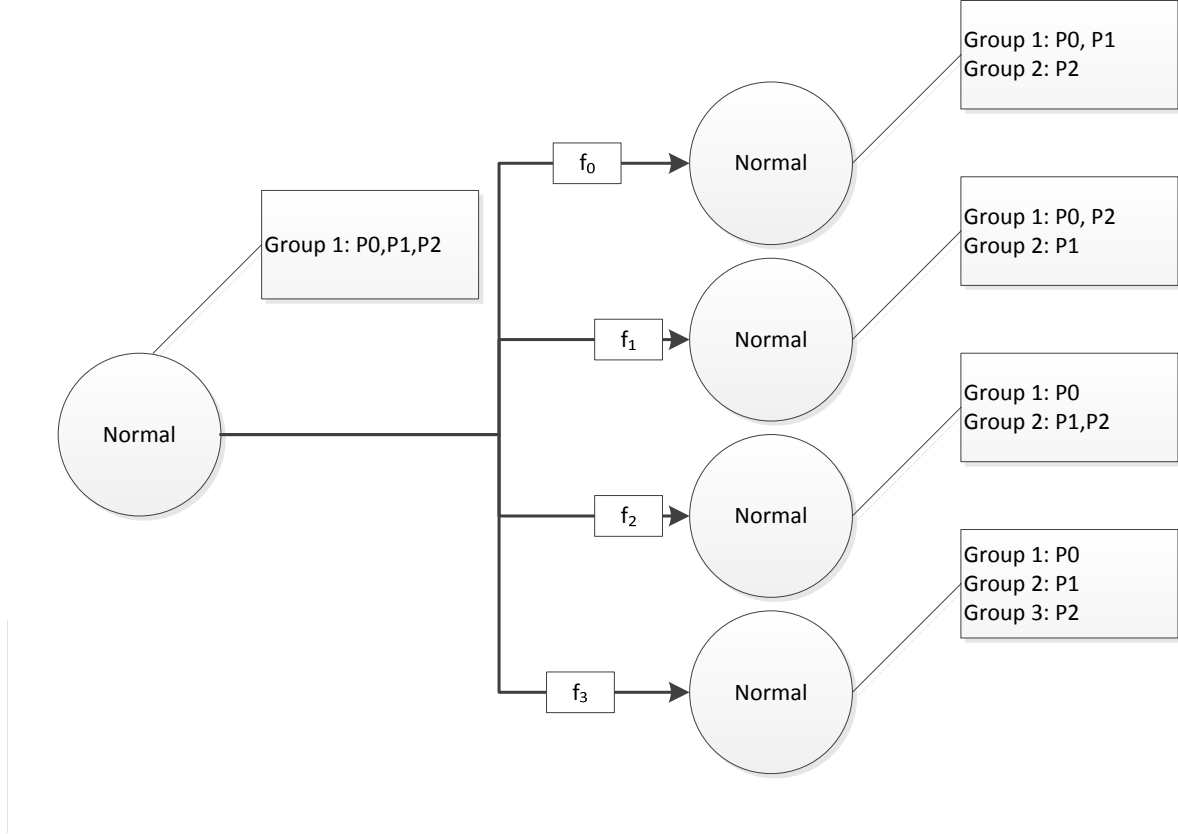 Group 1: P0, P1
Group 2: P2
f₀
Normal
Group 1: P0,P1,P2
Group 1: P0, P2
Group 2: P1
f₁
Normal
Normal
Group 1: P0
Group 2: P1,P2
f₂
Normal
Group 1: P0
Group 2: P1
Group 3: P2
f₃
Normal